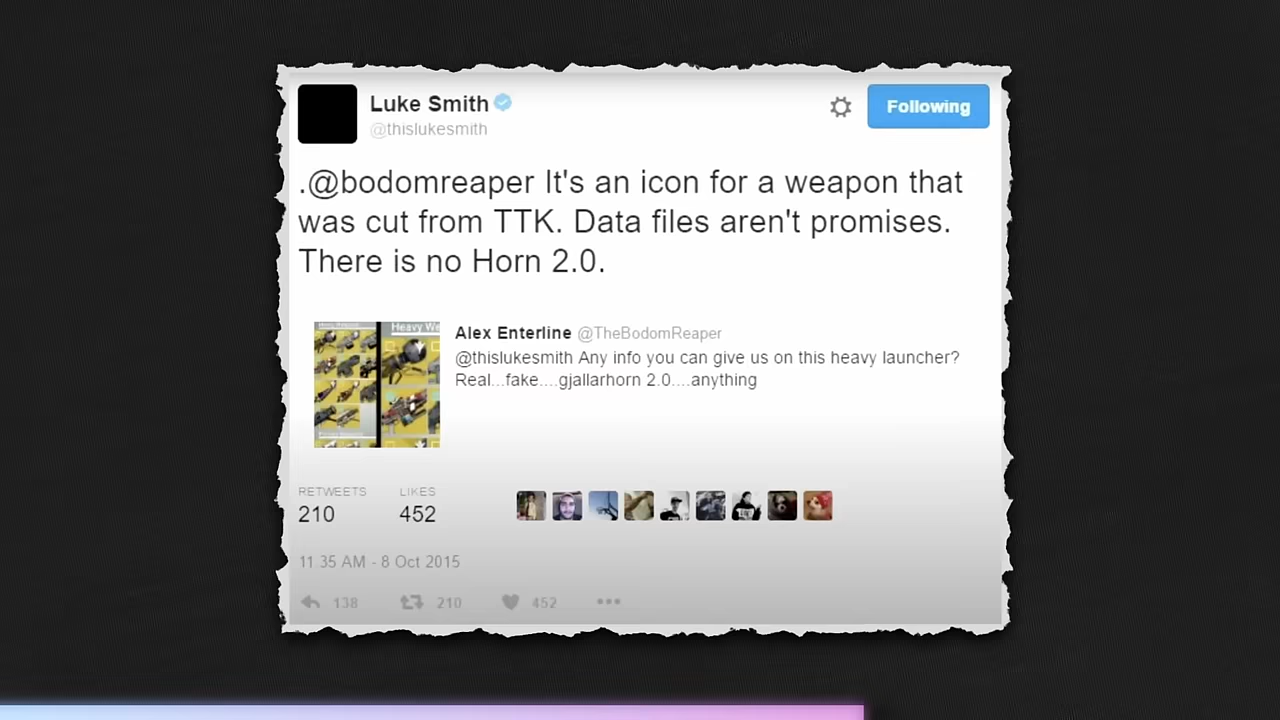 Luke Smith
@thislukesmith
Following
.@bodomreaper It's an icon for a weapon that
was cut from TTK. Data files aren't promises.
There is no Horn 2.0.
Heavy We
Alex Enterline @TheBodomReaper
@thislukesmith Any info you can give us on this heavy launcher?
Real...fake....gjallarhorn 2.0....anything
RETWEETS LIKES
210 452
11.35 AM - 8 Oct 2015
138 210 452